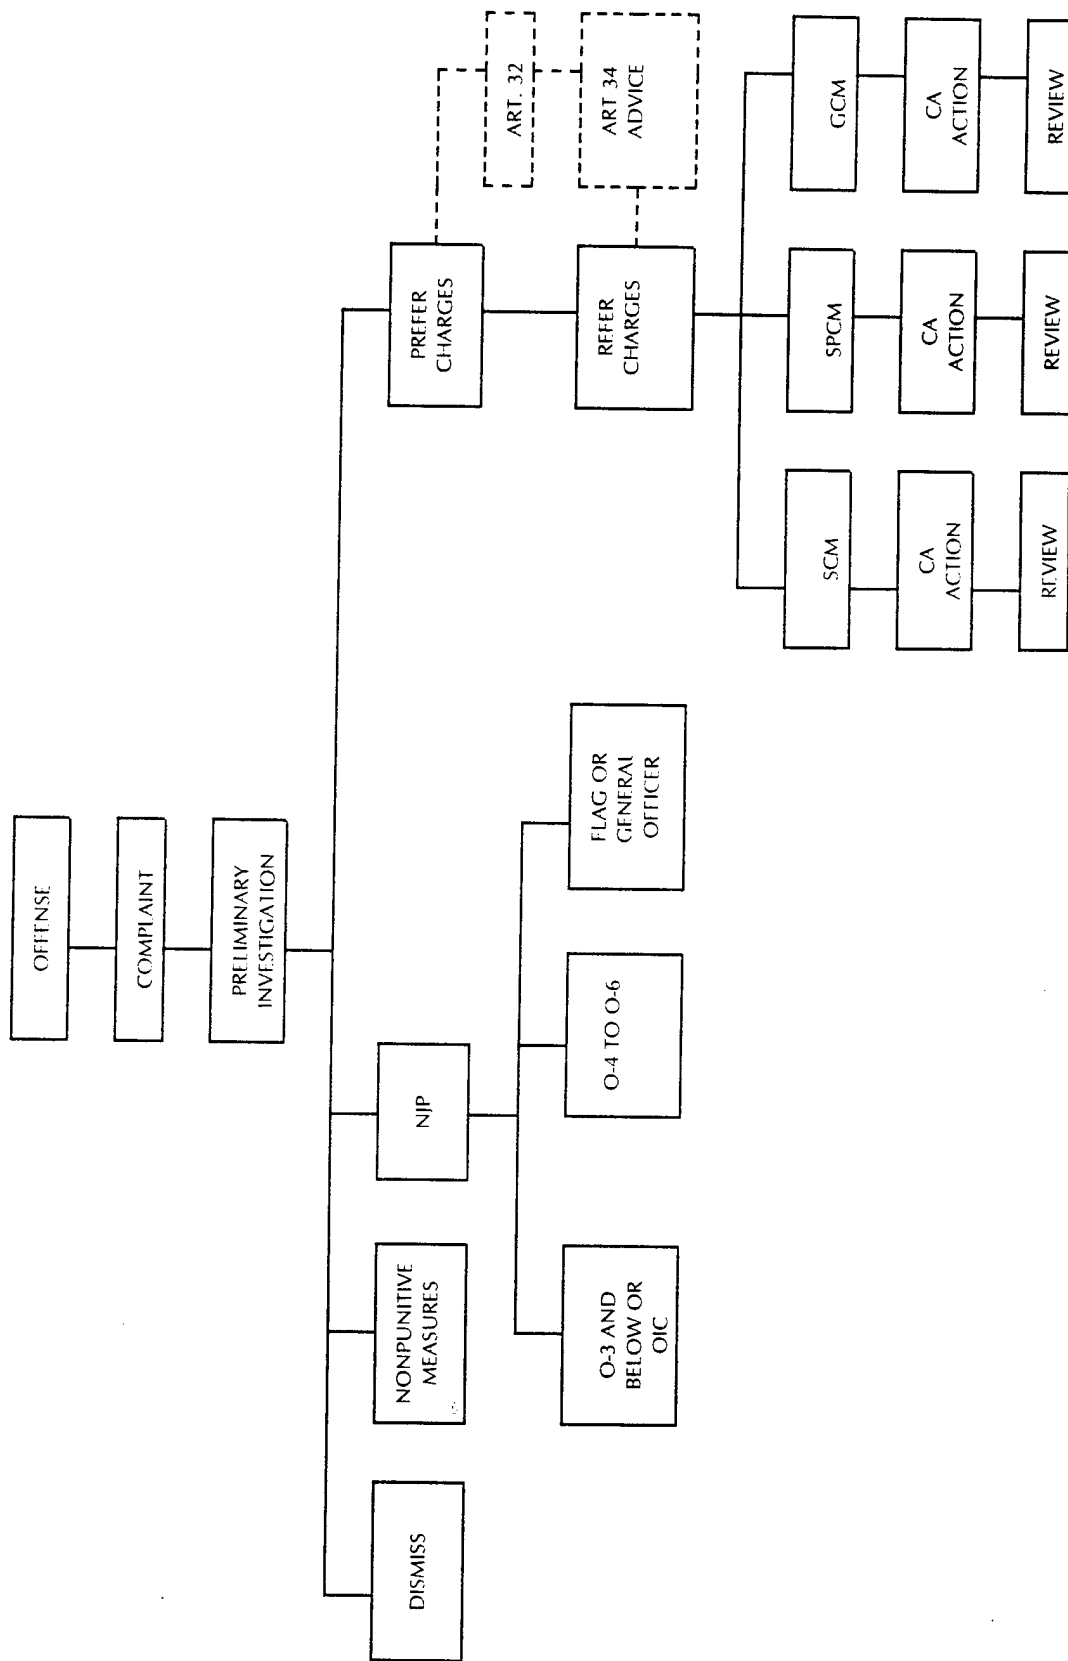 OFFENSE
COMPLAINT
PRELIMINARY
INVESTIGATION
DISMISS
NONPUNITIVE
MEASURES
NJP
PREFER
CHARGES
ART. 32
O-3 AND
BELOW OR
OIC
O-4 TO O-6
FLAG OR
GENERAL
OFFICER
REFER
CHARGES
ART 34
ADVICE
SCM
SPCM
GCM
CA
ACTION
CA
ACTION
CA
ACTION
REVIEW
REVIEW
REVIEW